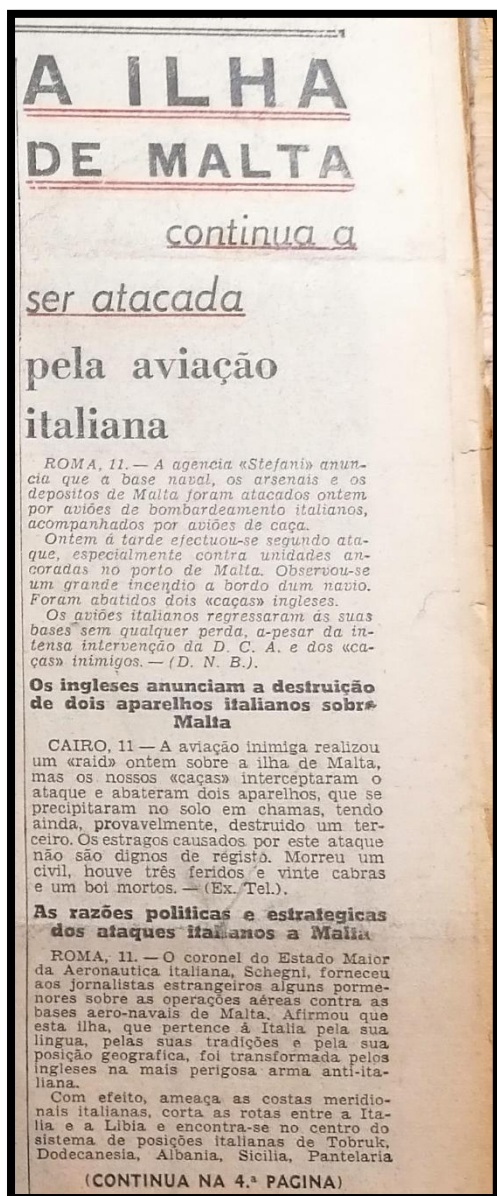 A ILHA
DE MALTA
continua a
ser atacada
pela aviação
italiana
ROMA, 11. — A agencia «Stefani» anun-
cia que a base naval, os arsenais e os
depositos de Malta foram atacados ontem
por aviões de bombardeamento italianos,
acompanhados por aviões de caça.
Ontem á tarde efectuou-se segundo ata-
que, especialmente contra unidades an-
coradas no porto de Malta. Observou-se
um grande incendio a bordo dum navio.
Foram abatidos dois «caças» ingleses.
Os aviões italianos regressaram ás suas
bases sem qualquer perda, a-pesar da in-
tensa intervenção da D. C. A. e dos «ca-
ças» inimigos. — (D. N. B.).
Os ingleses anunciam a destruïção
de dois aparelhos italianos sobre
Malta
CAIRO, 11 — A aviação inimiga realizou
um «raid» ontem sobre a ilha de Malta,
mas os nossos «caças» interceptaram o
ataque e abateram dois aparelhos, que se
precipitaram no solo em chamas, tendo
ainda, provavelmente, destruido um ter-
ceiro. Os estragos causados por este ataque
não são dignos de régisto. Morreu um
civil, houve três feridos e vinte cabras
e um boi mortos. — (Ex. Tel.).
As razões politicas e estrategicas
dos ataques italianos a Malta
ROMA, 11. — O coronel do Estado Maior
da Aeronautica italiana, Schegni, forneceu
aos jornalistas estrangeiros alguns porme-
nores sobre as operações aéreas contra as
bases aero-navais de Malta. Afirmou que
esta ilha, que pertence á Italia pela sua
lingua, pelas suas tradições e pela sua
posição geografica, foi transformada pelos
ingleses na mais perigosa arma anti-ita-
liana.
Com efeito, ameaça as costas meridio-
nais italianas, corta as rotas entre a Ita-
lia e a Libia e encontra-se no centro do
sistema de posições italianas de Tobruk,
Dodecanesia, Albania, Sicilia, Pantelaria
(CONTINUA NA 4.ª PAGINA)